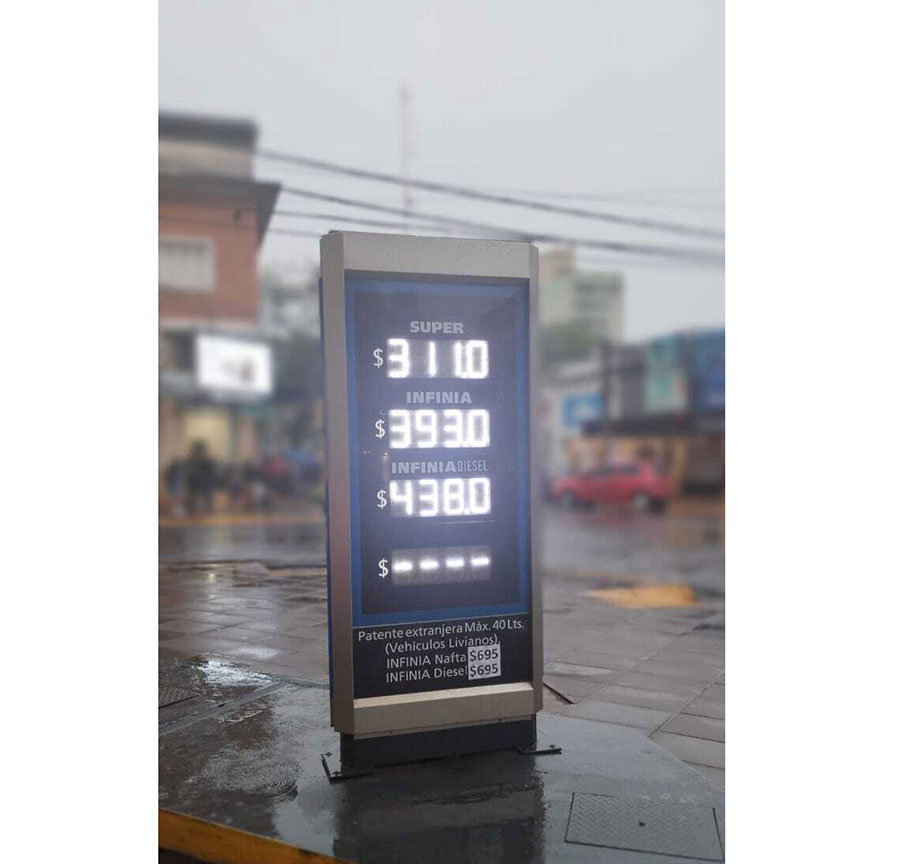 SUPER
$311.0
INFINIA
$393.0
INFINIA DIESEL
$438.0
$----
Patente extranjera Máx. 40 Lts.
(Vehiculos Livianos)
INFINIA Nafta $695
INFINIA Diesel $695